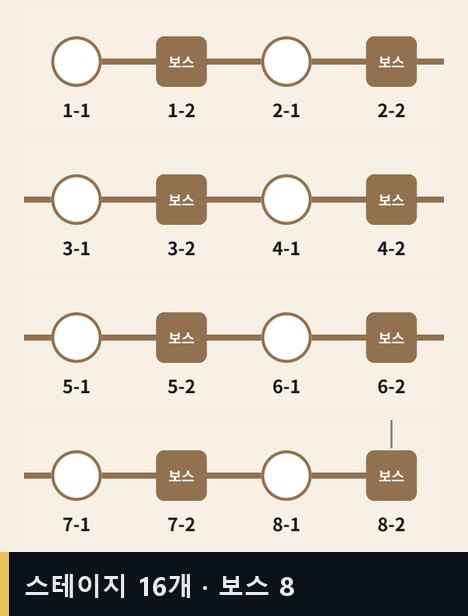 보스 보스
1-1 1-2 2-1 2-2
보스 보스
3-1 3-2 4-1 4-2
보스 보스
5-1 5-2 6-1 6-2
보스 보스
7-1 7-2 8-1 8-2
스테이지 16개 · 보스 8